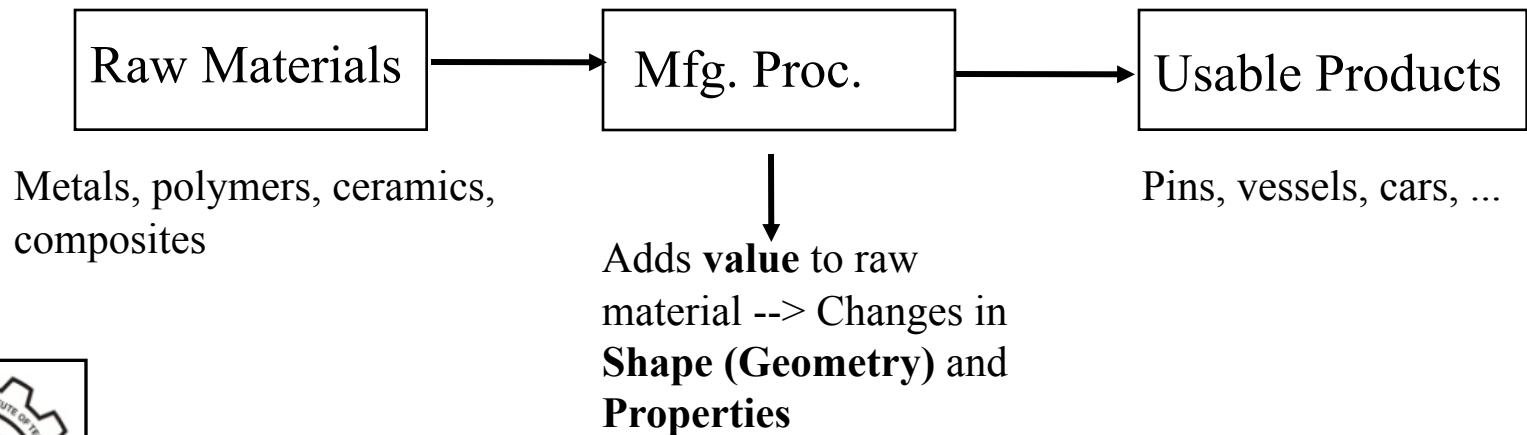 Raw Materials
Mfg. Proc.
Usable Products
Metals, polymers, ceramics,
composites
Pins, vessels, cars, ...
Adds value to raw
material --> Changes in
Shape (Geometry) and
Properties